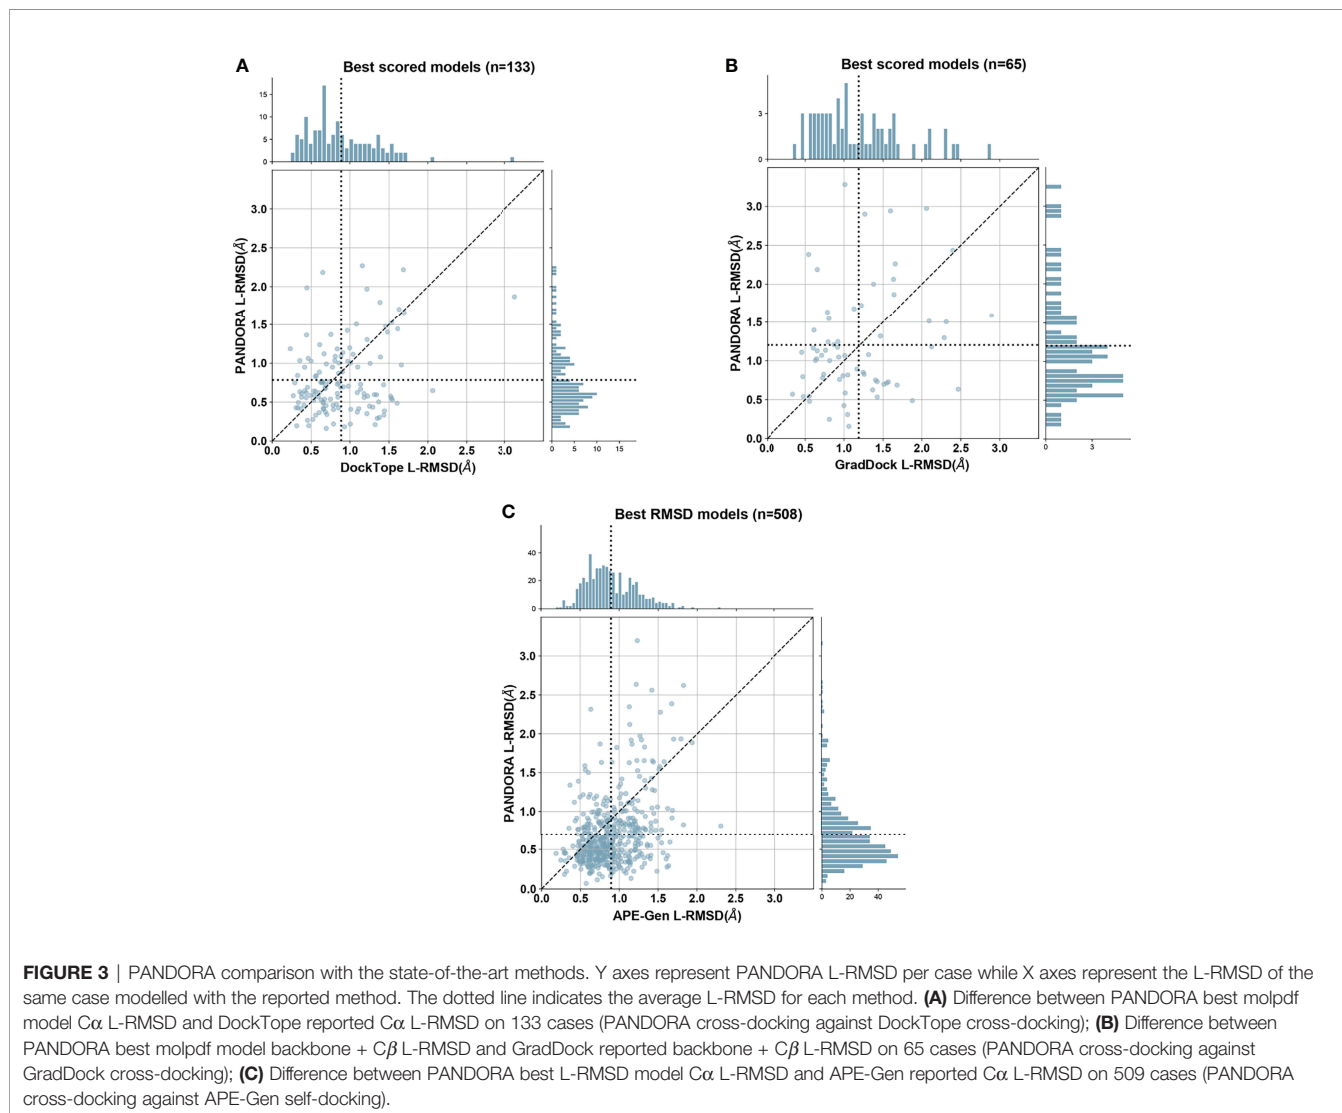 A
Best scored models (n=133)
15
10
5
0
PANDORA L-RMSD(Å)
3.0
2.5
2.0
1.5
1.0
0.5
0.0
0.0 0.5 1.0 1.5 2.0 2.5 3.0
DockTope L-RMSD(Å)
0 5 10 15
B
Best scored models (n=65)
3
0
PANDORA L-RMSD(Å)
3.0
2.5
2.0
1.5
1.0
0.5
0.0
0.0 0.5 1.0 1.5 2.0 2.5 3.0
GradDock L-RMSD(Å)
3
C
Best RMSD models (n=508)
40
20
0
PANDORA L-RMSD(Å)
3.0
2.5
2.0
1.5
1.0
0.5
0.0
0.0 0.5 1.0 1.5 2.0 2.5 3.0
APE-Gen L-RMSD(Å)
0 20 40
FIGURE 3 | PANDORA comparison with the state-of-the-art methods. Y axes represent PANDORA L-RMSD per case while X axes represent the L-RMSD of the
same case modelled with the reported method. The dotted line indicates the average L-RMSD for each method. (A) Difference between PANDORA best molpdf
model Cα L-RMSD and DockTope reported Cα L-RMSD on 133 cases (PANDORA cross-docking against DockTope cross-docking); (B) Difference between
PANDORA best molpdf model backbone + Cβ L-RMSD and GradDock reported backbone + Cβ L-RMSD on 65 cases (PANDORA cross-docking against
GradDock cross-docking); (C) Difference between PANDORA best L-RMSD model Cα L-RMSD and APE-Gen reported Cα L-RMSD on 509 cases (PANDORA
cross-docking against APE-Gen self-docking).